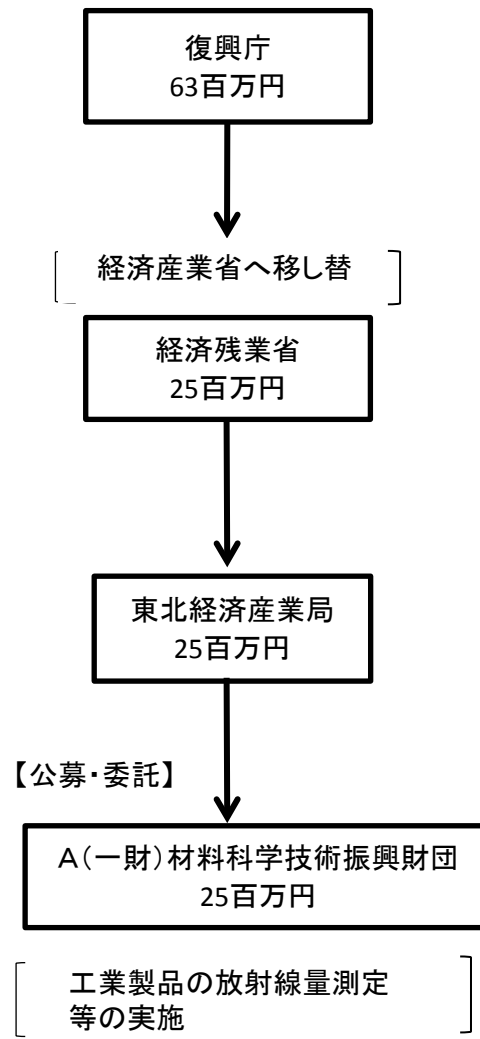 復興庁
63百万円
経済産業省へ移し替
経済残業省
25百万円
東北経済産業局
25百万円
【公募・委託】
A(一財)材料科学技術振興財団
25百万円
工業製品の放射線量測定
等の実施